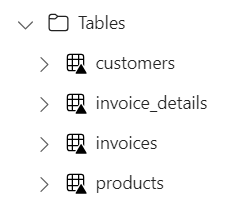 Tables
customers
invoice_details
invoices
products